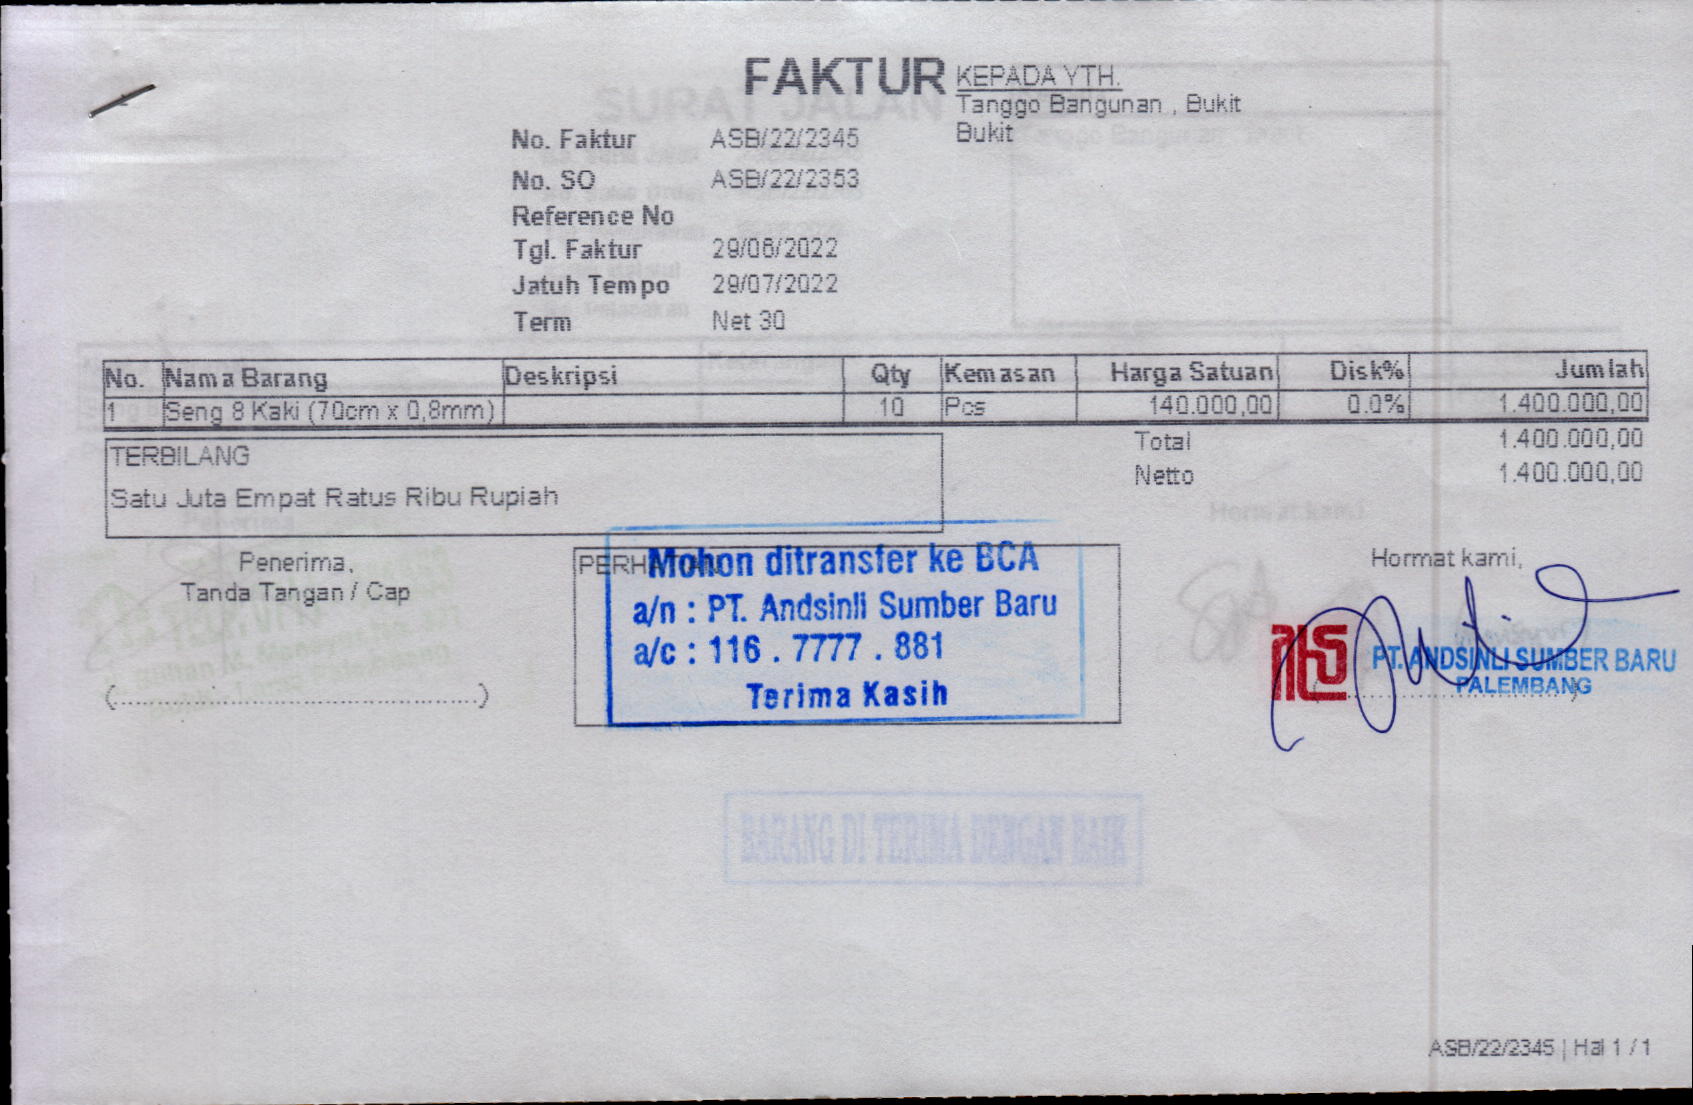 FAKTUR
KEPADA YTH.
Tanggo Bangunan , Bukit
Bukit
No. Faktur ASB/22/2345
No. SO ASB/22/2353
Reference No
Tgl. Faktur 29/06/2022
Jatuh Tempo 29/07/2022
Term Net 30
No. Nama Barang Deskripsi Qty Kemasan Harga Satuan Disk% Jumlah
1 Seng 8 Kaki (70cm x 0,8mm) 10 Pcs 140.000,00 0.0% 1.400.000,00
Total 1.400.000,00
Netto 1.400.000,00
TERBILANG
Satu Juta Empat Ratus Ribu Rupiah
Penerima,
Tanda Tangan / Cap
(.......................................................)
PERHATIAN
Mohon ditransfer ke BCA
a/n : PT. Andsinli Sumber Baru
a/c : 116 . 7777 . 881
Terima Kasih
Hormat kami,
PT. ANDSINLI SUMBER BARU
PALEMBANG
BARANG DI TERIMA DENGAN BAIK
SURAT JALAN
ASB/22/2345 | Hal 1 / 1